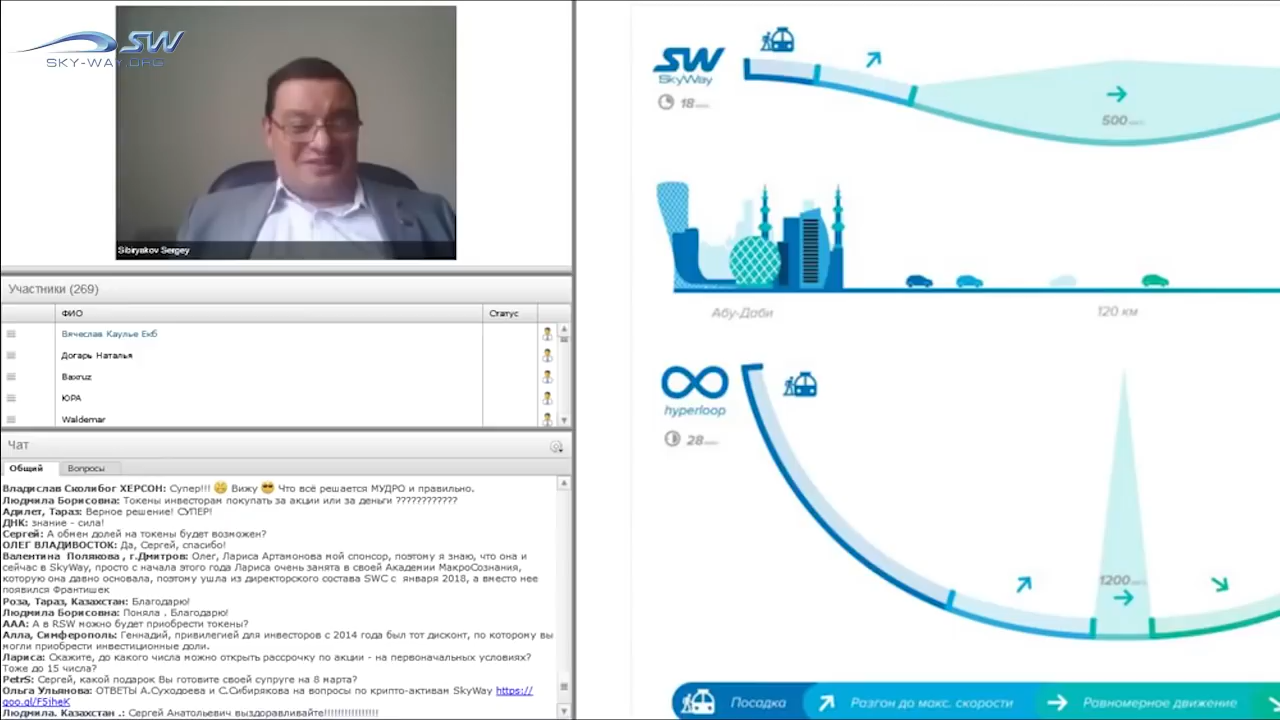 SW
SKY-WAY.ORG
Sibiryakov Sergey
Участники (269)
ФИО
Статус
Вячеслав Каулье Екб
Догарь Наталья
Baxruz
ЮРА
Waldemar
Чат
Общий
Вопросы
Владислав Сколибог ХЕРСОН: Супер!!! Вижу Что всё решается МУДРО и правильно.
Людмила Борисовна: Токены инвесторам покупать за акции или за деньги ????????????
Адилет, Тараз: Верное решение! СУПЕР!
ДНК: знание - сила!
Сергей: А обмен долей на токены будет возможен?
ОЛЕГ ВЛАДИВОСТОК: Да, Сергей, спасибо!
Валентина Полякова , г.Дмитров: Олег, Лариса Артамонова мой спонсор, поэтому я знаю, что она и
сейчас в SkyWay, просто с начала этого года Лариса очень занята в своей Академии МакроСознания,
которую она давно основала, поэтому ушла из директорского состава SWC с января 2018, а вместо нее
появился Франтишек
Роза, Тараз, Казахстан: Благодарю!
Людмила Борисовна: Поняла . Благодарю!
ААА: А в RSW можно будет приобрести токены?
Алла, Симферополь: Геннадий, привилегией для инвесторов с 2014 года был тот дисконт, по которому вы
могли приобрести инвестиционные доли.
Лариса: Скажите, до какого числа можно открыть рассрочку по акции - на первоначальных условиях?
Тоже до 15 числа?
PetrS: Сергей, какой подарок Вы готовите своей супруге на 8 марта?
Ольга Ульянова: ОТВЕТЫ А.Суходоева и С.Сибирякова на вопросы по крипто-активам SkyWay https://
goo.gl/F5jheK
Людмила. Казахстан .: Сергей Анатольевич выздоравливайте!!!!!!!!!!!!!!!!
SW
SkyWay
18
500
Абу-Даби
120 км
hyperloop
28
1200
Посадка
Разгон до макс. скорости
Равномерное движение